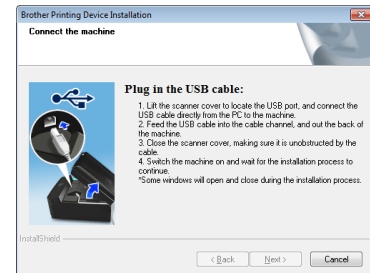 Brother Printing Device Installation
Connect the machine
Plug in the USB cable:
1. Lift the scanner cover to locate the USB port, and connect the
USB cable directly from the PC to the machine.
2. Feed the USB cable into the cable channel, and out the back of
the machine.
3. Close the scanner cover, making sure it is unobstructed by the
cable.
4. Switch the machine on and wait for the installation process to
continue.
*Some windows will open and close during the installation process.
InstallShield
< Back
Next >
Cancel